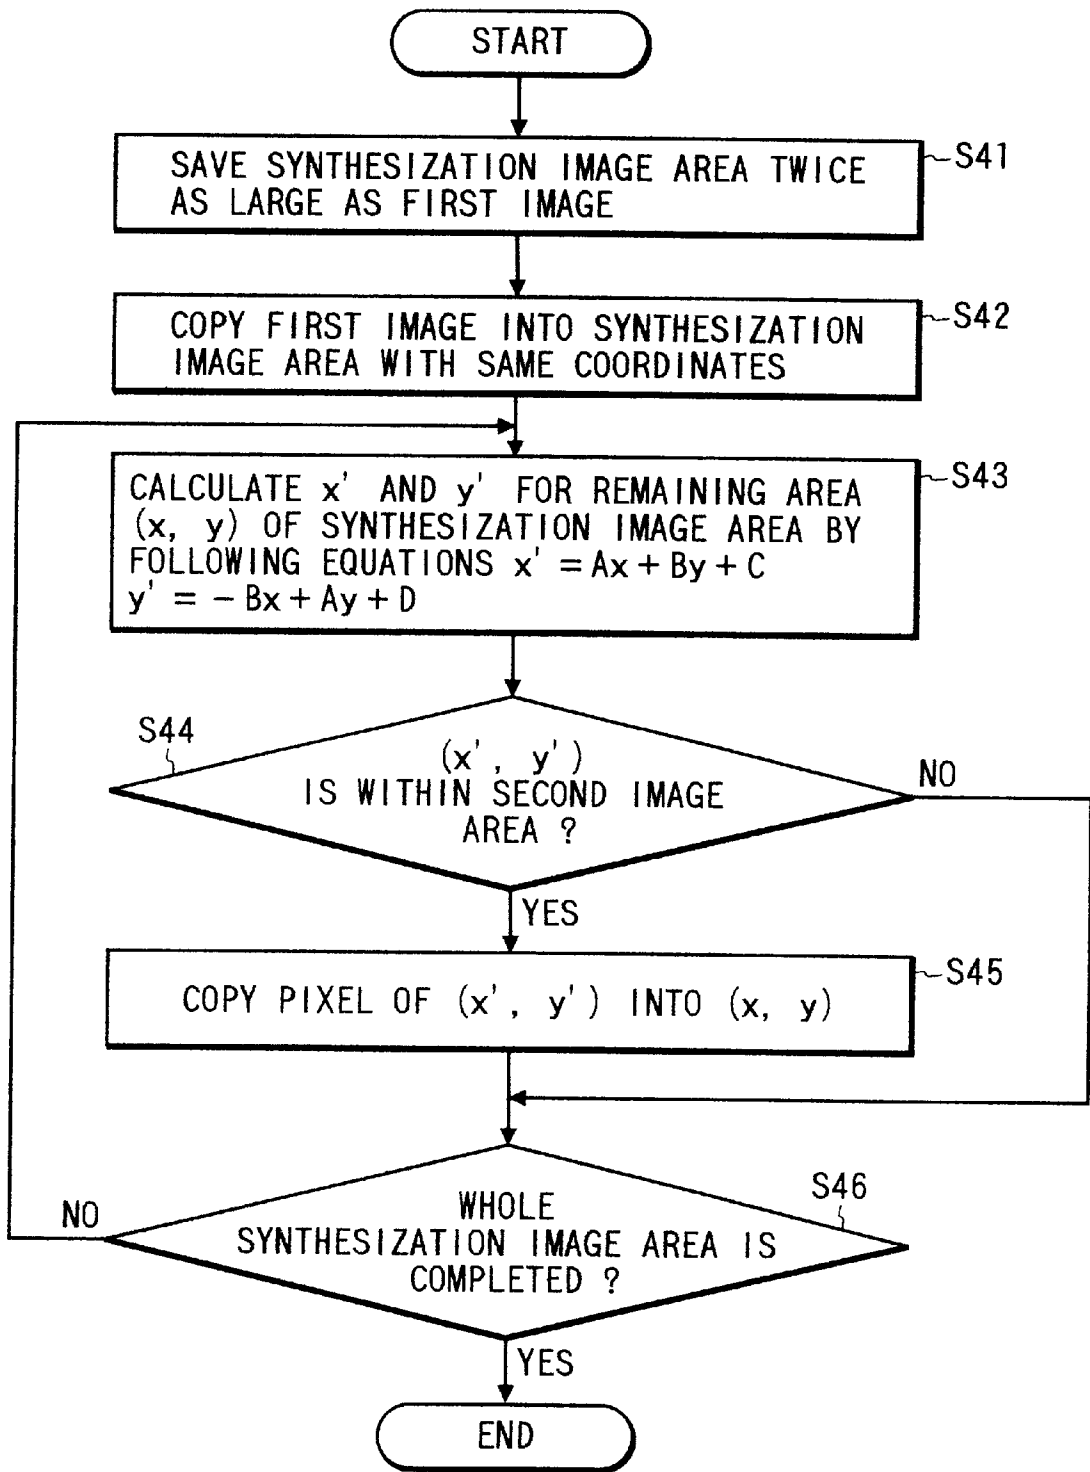 START
SAVE SYNTHESIZATION IMAGE AREA TWICE
AS LARGE AS FIRST IMAGE
S41
COPY FIRST IMAGE INTO SYNTHESIZATION
IMAGE AREA WITH SAME COORDINATES
S42
CALCULATE x' AND y' FOR REMAINING AREA
(x, y) OF SYNTHESIZATION IMAGE AREA BY
FOLLOWING EQUATIONS x' = Ax + By + C
y' = − Bx + Ay + D
S43
S44
(x', y')
IS WITHIN SECOND IMAGE
AREA ?
NO
YES
COPY PIXEL OF (x', y') INTO (x, y)
S45
WHOLE
SYNTHESIZATION IMAGE AREA IS
COMPLETED ?
S46
NO
YES
END